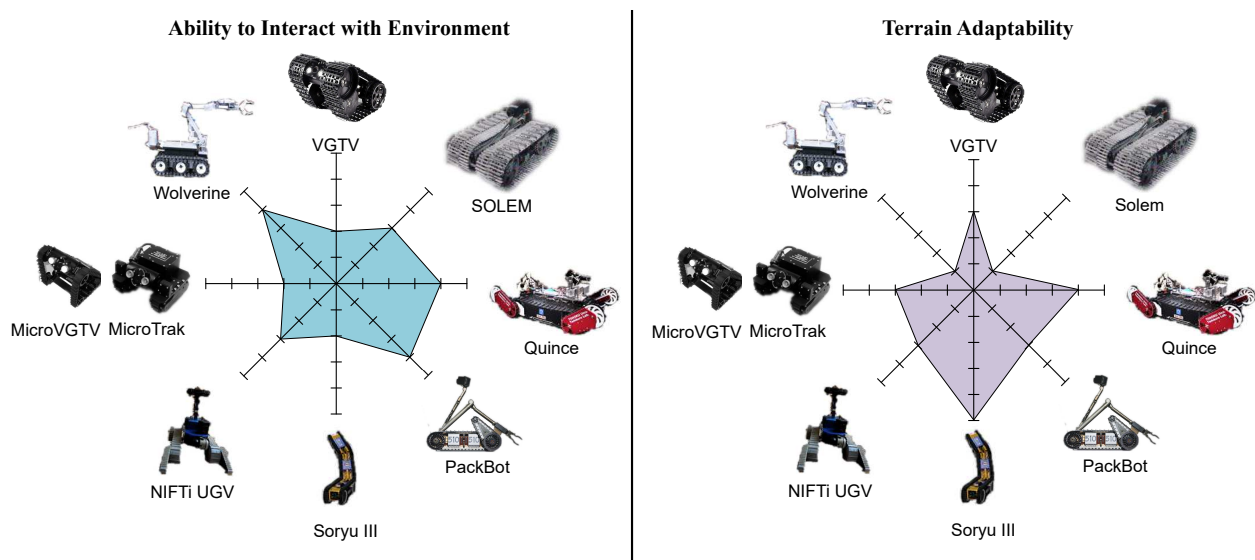 Ability to Interact with Environment
VGTV
Wolverine
SOLEM
MicroVGTV
MicroTrak
Quince
PackBot
NIFTi UGV
Soryu III
Terrain Adaptability
VGTV
Wolverine
Solem
MicroVGTV
MicroTrak
Quince
PackBot
NIFTi UGV
Soryu III